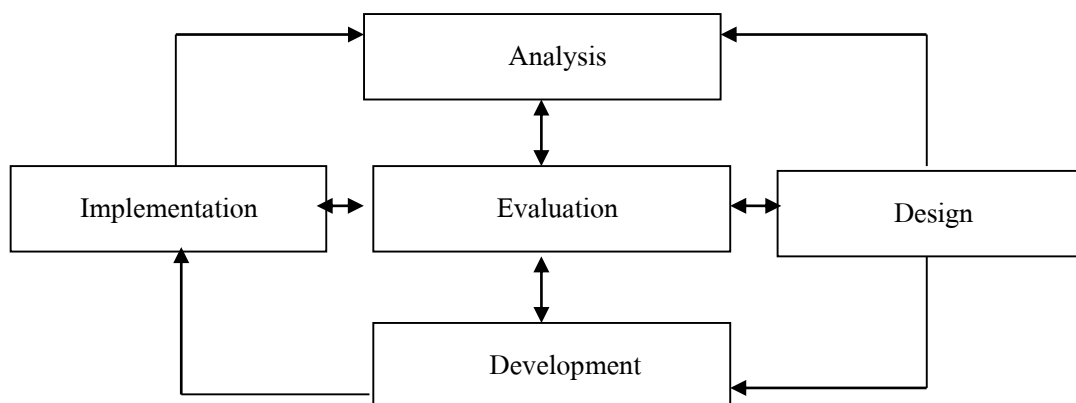 Analysis
Implementation
Evaluation
Design
Development